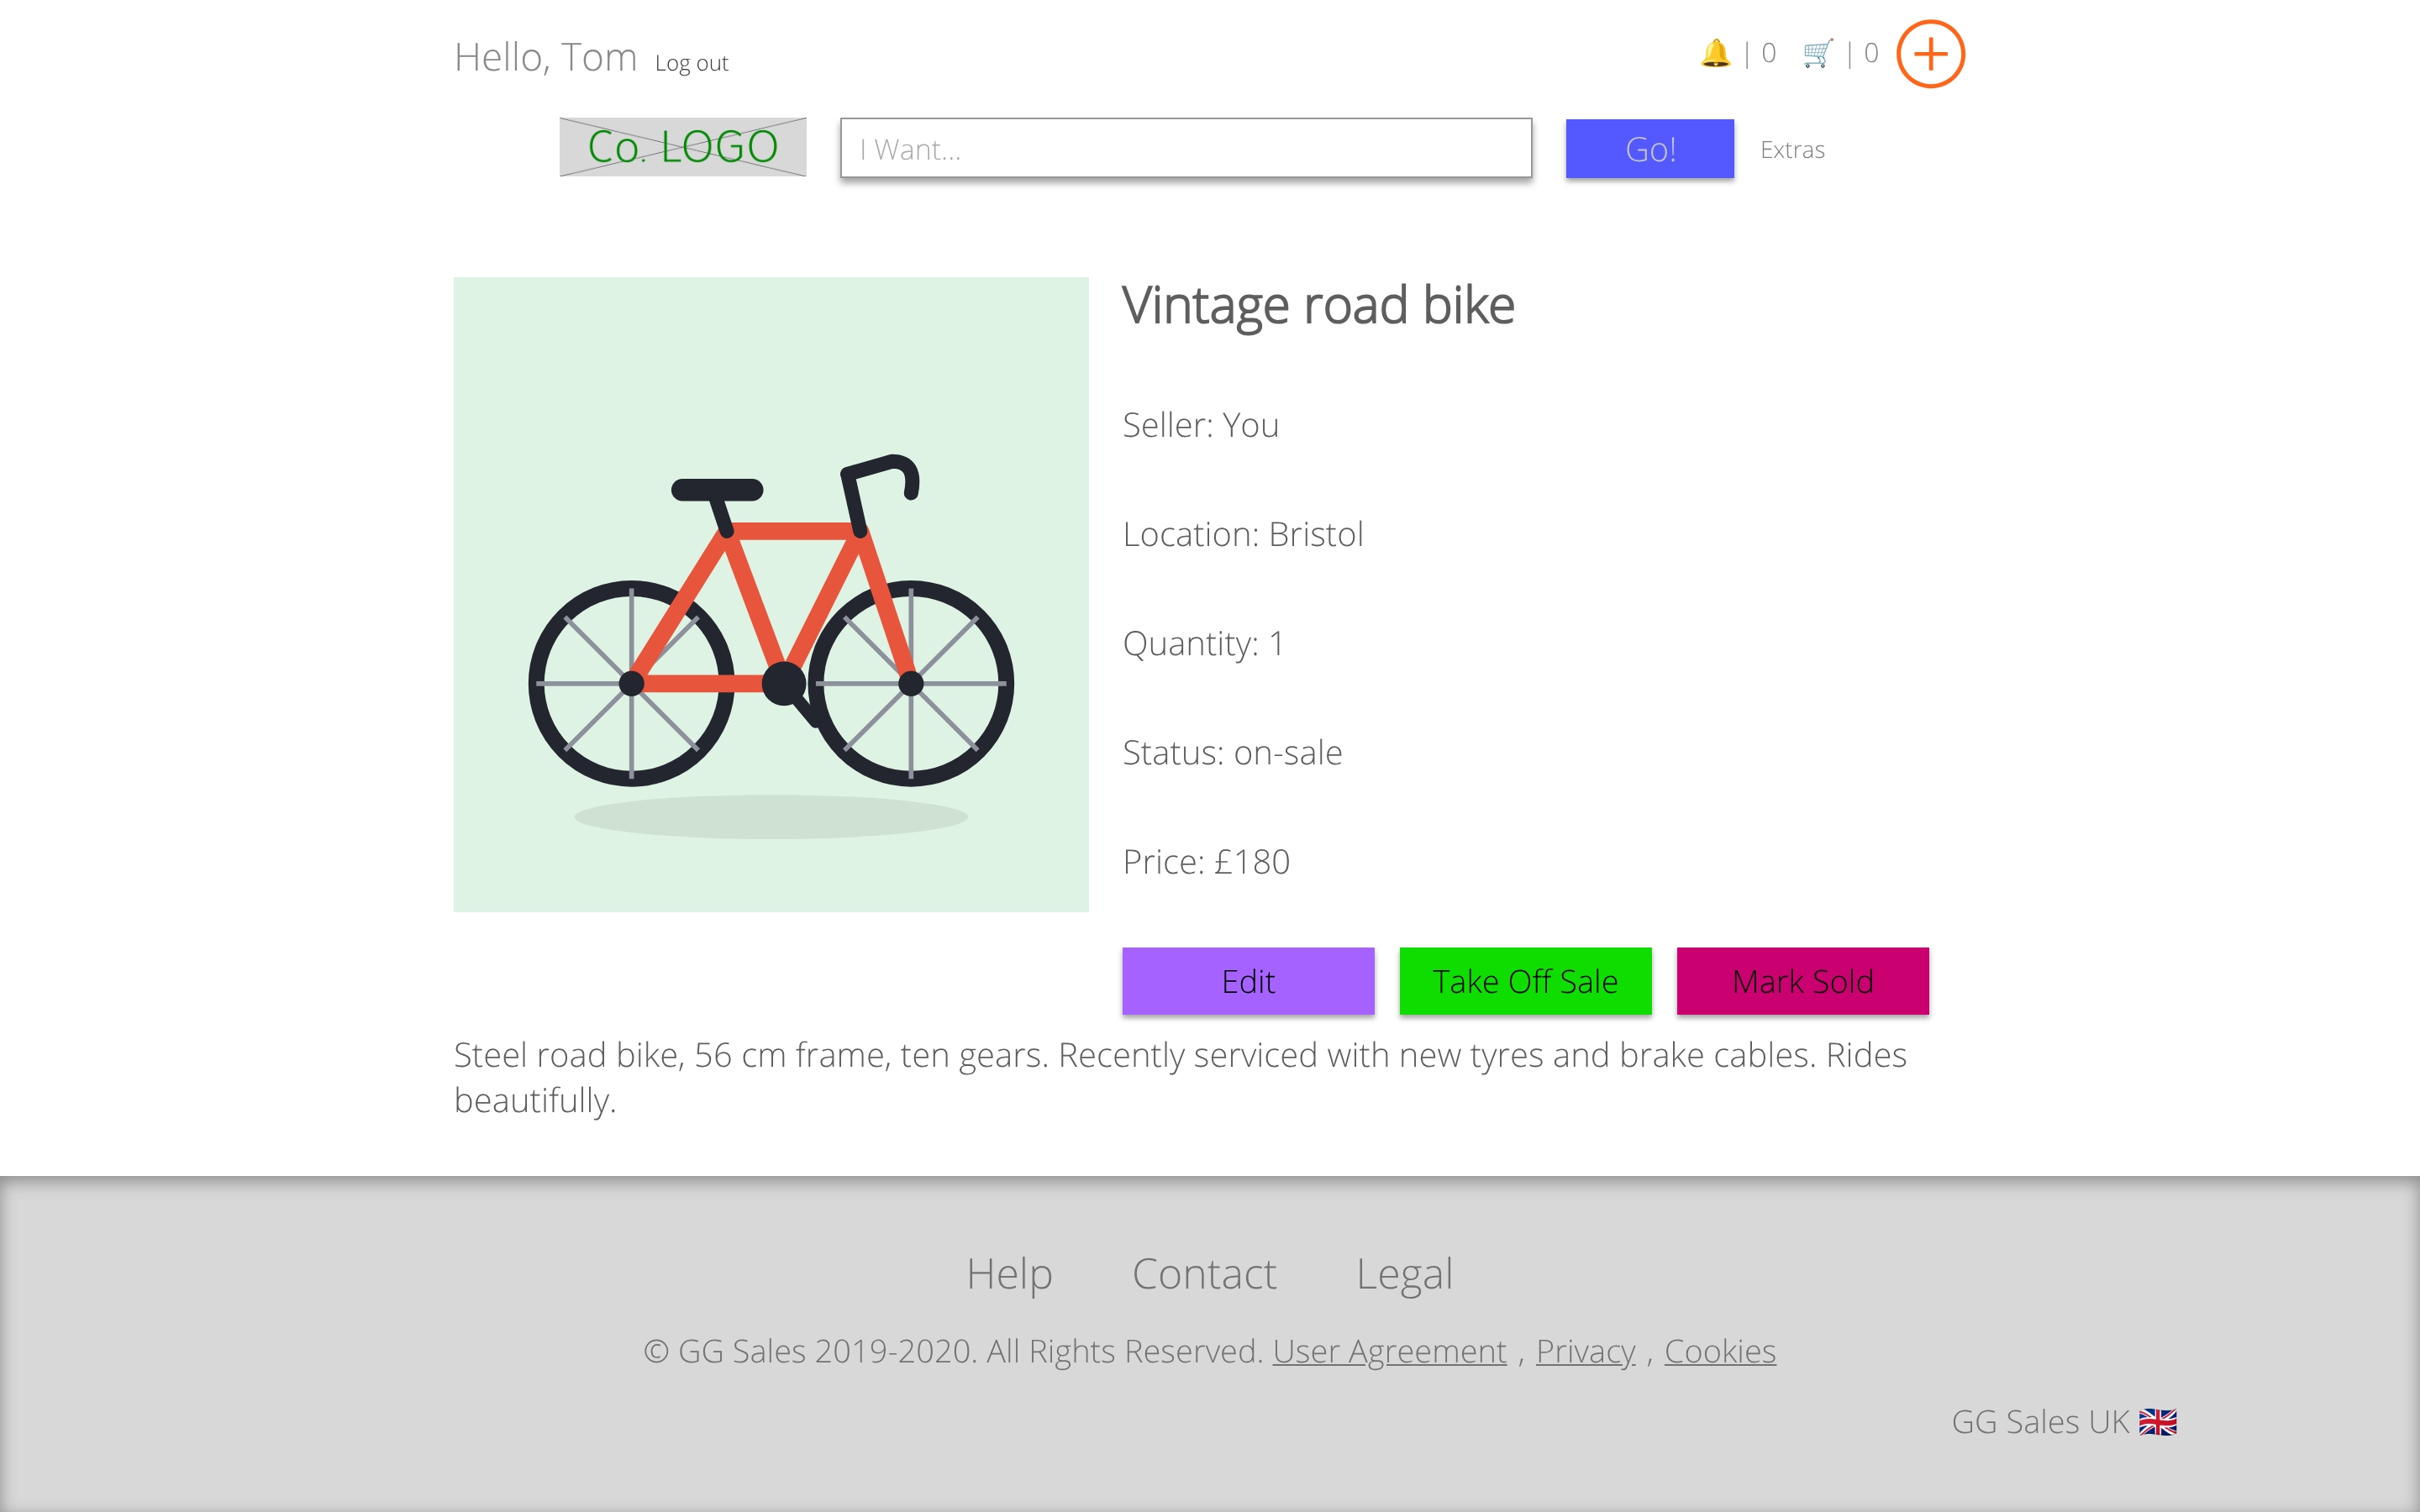 Hello, Tom Log out
🔔 | 0 🛒 | 0
Co. LOGO
I Want...
Go!
Extras
Vintage road bike
Seller: You
Location: Bristol
Quantity: 1
Status: on-sale
Price: £180
Edit
Take Off Sale
Mark Sold
Steel road bike, 56 cm frame, ten gears. Recently serviced with new tyres and brake cables. Rides
beautifully.
Help Contact Legal
© GG Sales 2019-2020. All Rights Reserved. User Agreement , Privacy , Cookies
GG Sales UK 🇬🇧